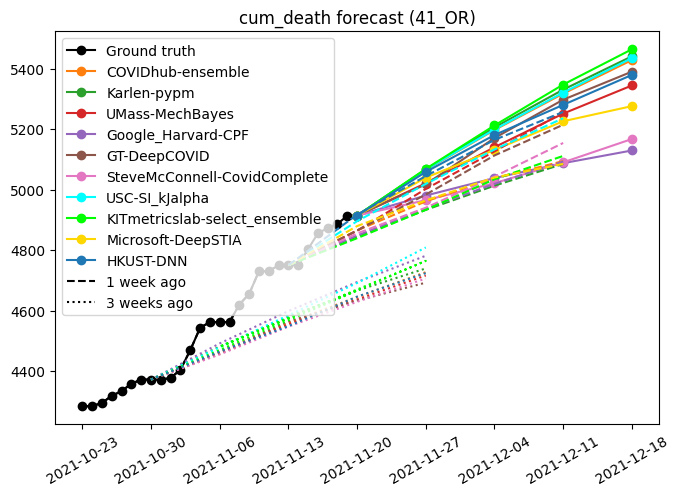 cum_death forecast (41_OR)
Ground truth
COVIDhub-ensemble
Karlen-pypm
UMass-MechBayes
Google_Harvard-CPF
GT-DeepCOVID
SteveMcConnell-CovidComplete
USC-SI_kJalpha
KITmetricslab-select_ensemble
Microsoft-DeepSTIA
HKUST-DNN
1 week ago
3 weeks ago
5400
5200
5000
4800
4600
4400
2021-10-23
2021-10-30
2021-11-06
2021-11-13
2021-11-20
2021-11-27
2021-12-04
2021-12-11
2021-12-18